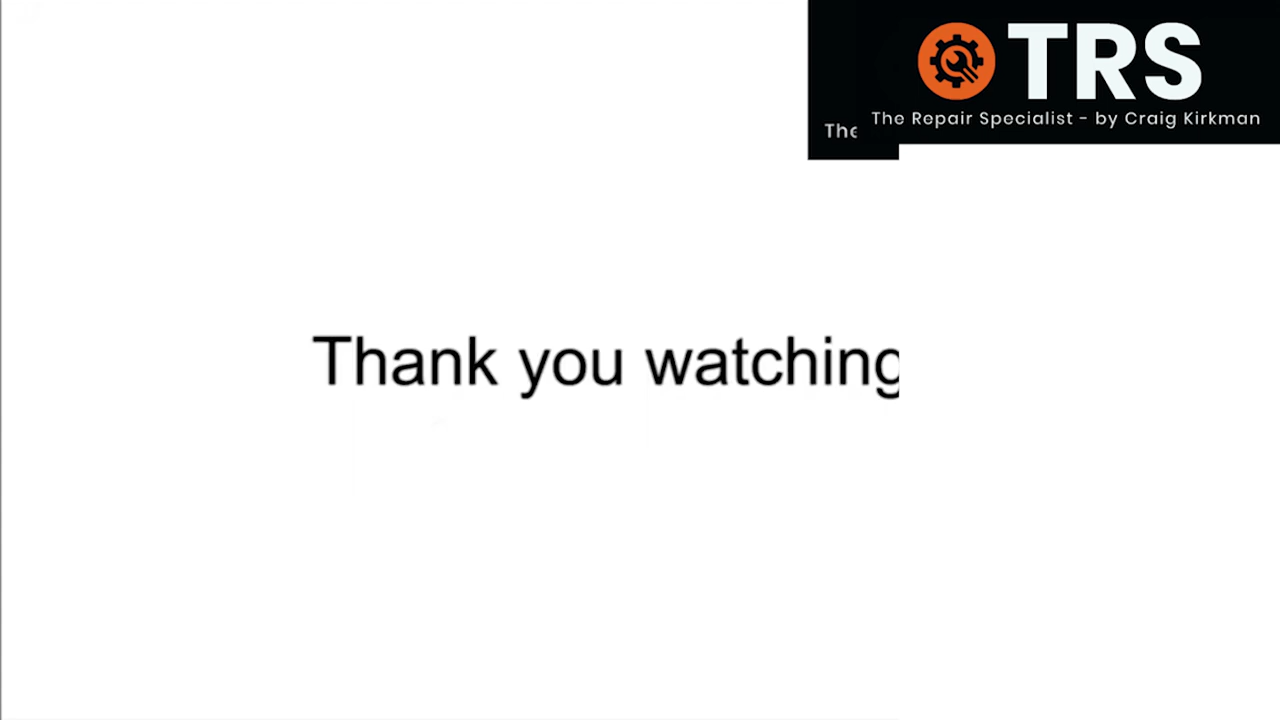 TRS
The Repair Specialist - by Craig Kirkman
The
Thank you watching